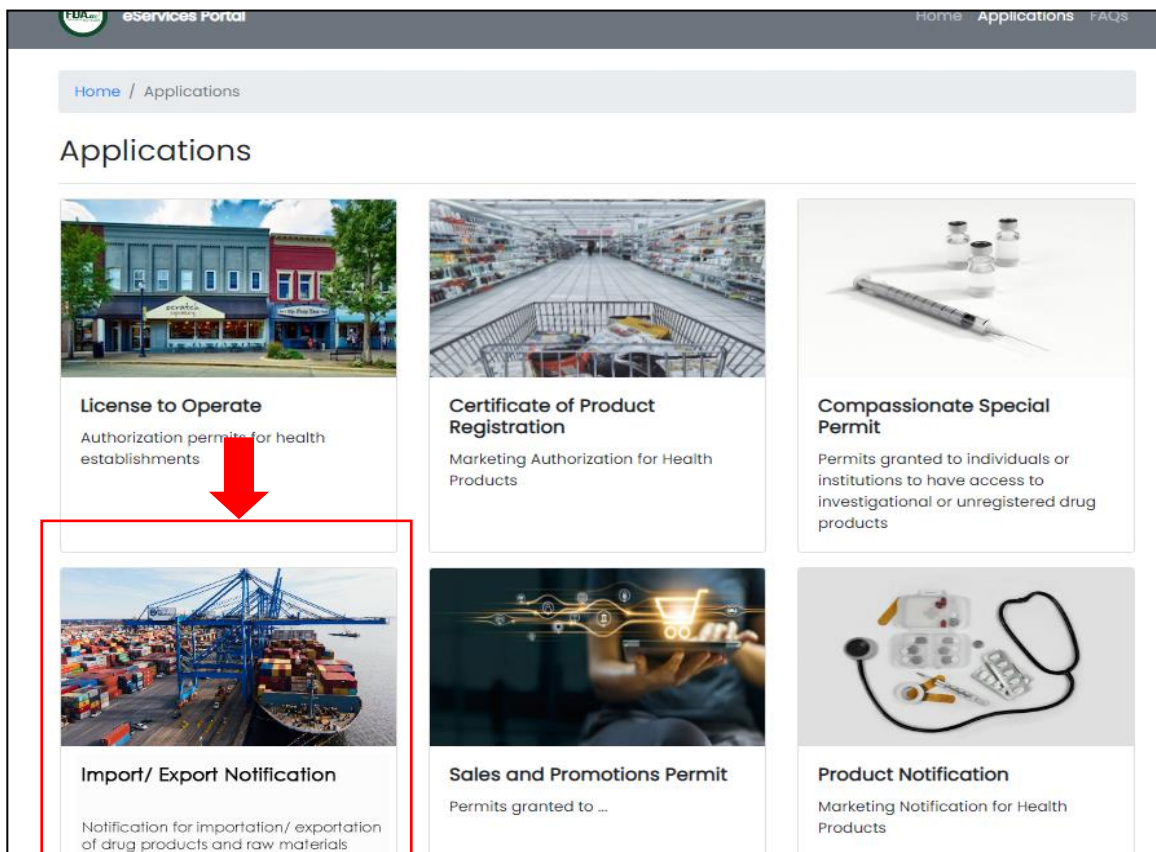 FDA
eServices Portal
Home Applications FAQs
Home / Applications
Applications
scratch
License to Operate
Authorization permits for health
establishments
Certificate of Product
Registration
Marketing Authorization for Health
Products
Compassionate Special
Permit
Permits granted to individuals or
institutions to have access to
investigational or unregistered drug
products
Import/ Export Notification
Notification for importation/ exportation
of drug products and raw materials
Sales and Promotions Permit
Permits granted to ...
Product Notification
Marketing Notification for Health
Products